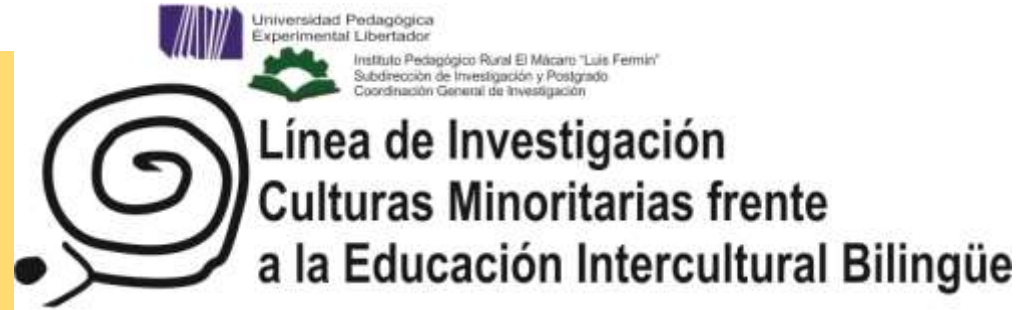 Universidad Pedagógica
Experimental Libertador
Instituto Pedagógico Rural El Mácaro "Luis Fermín"
Subdirección de Investigación y Postgrado
Coordinación General de Investigación
Línea de Investigación
Culturas Minoritarias frente
a la Educación Intercultural Bilingüe